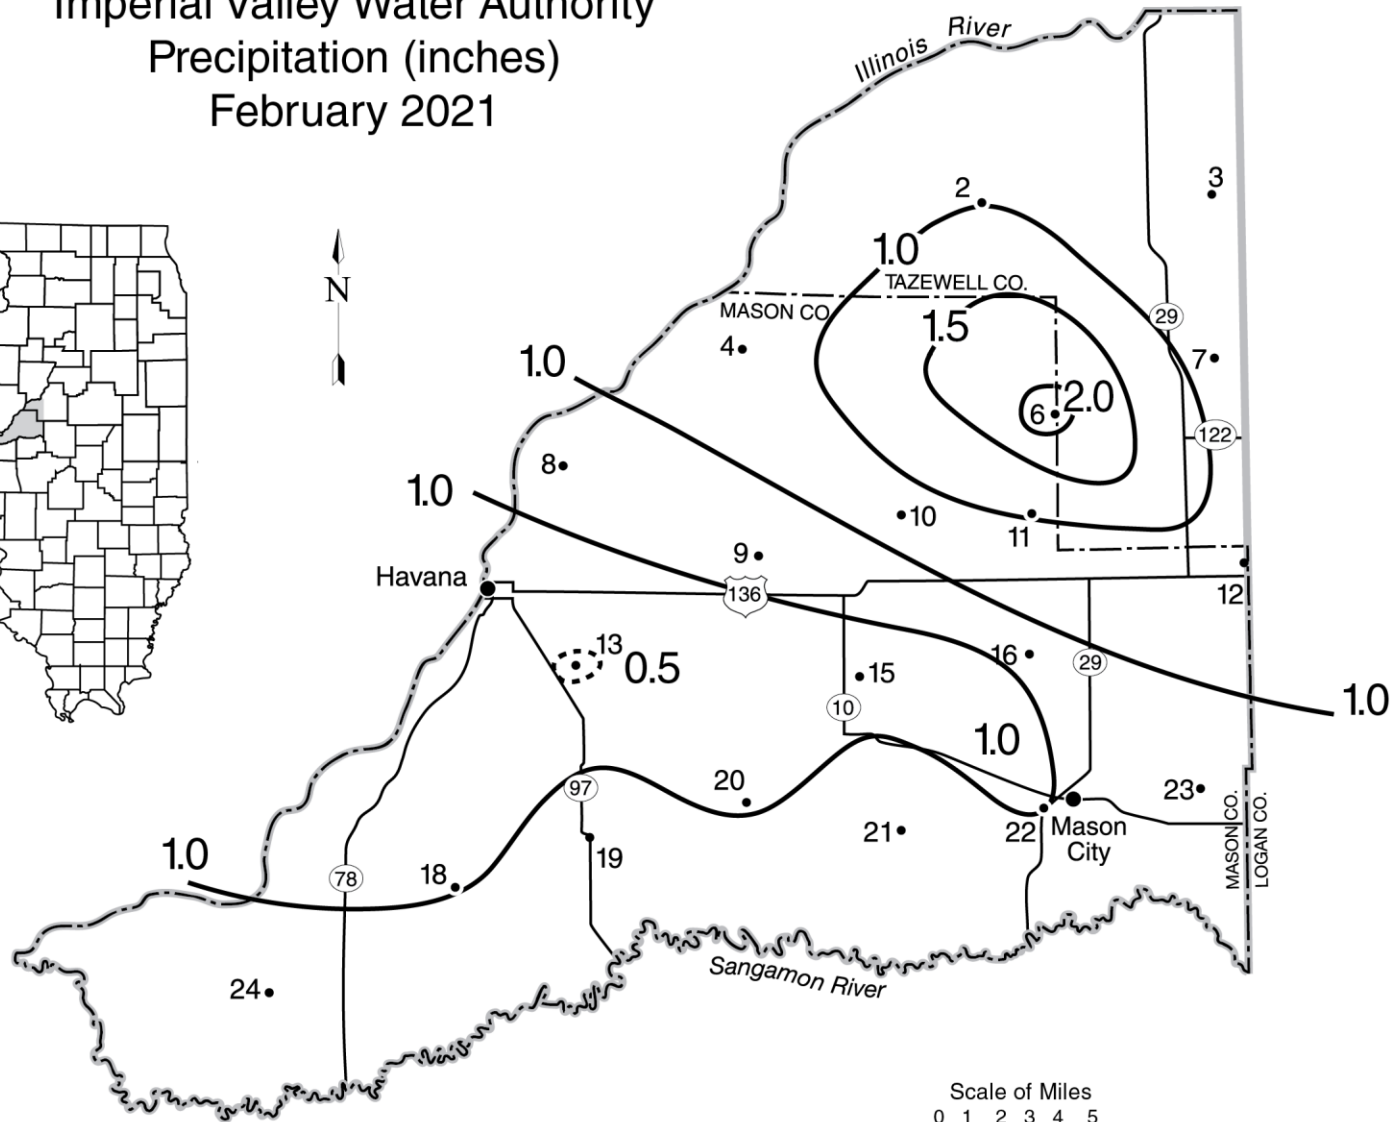 Imperial Valley Water Authority
Precipitation (inches)
February 2021
Illinois River
3
2
1.0
TAZEWELL CO.
MASON CO.
N
29
1.5
4
7
1.0
2.0
6
122
8
1.0
10
11
9
Havana
136
12
13
0.5
16
29
15
1.0
10
1.0
20
97
23
21
22
Mason
City
MASON CO.
LOGAN CO.
19
1.0
18
78
Sangamon River
24
Scale of Miles
0 1 2 3 4 5